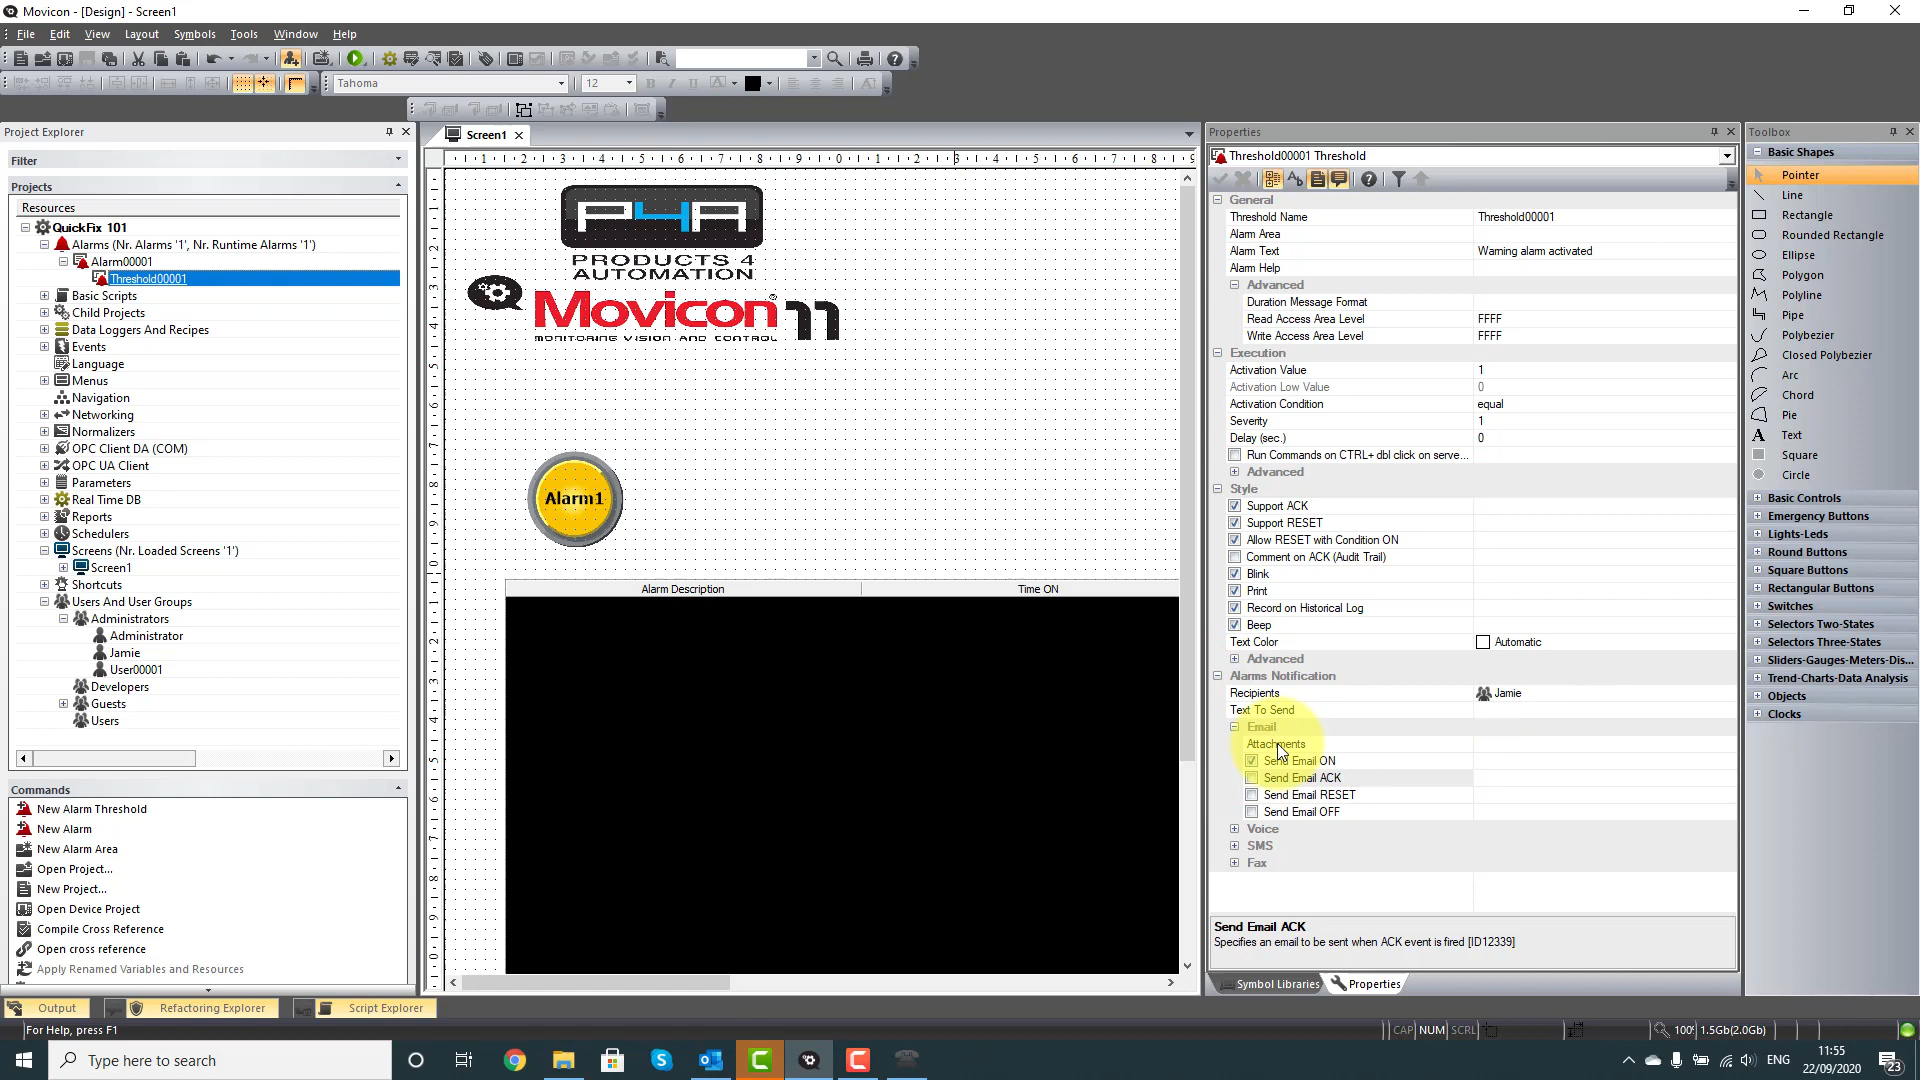 Movicon - [Design] - Screen1
File Edit View Layout Symbols Tools Window Help
Tahoma 12
Project Explorer
Filter
Projects
Resources
QuickFix 101
Alarms (Nr. Alarms '1', Nr. Runtime Alarms '1')
Alarm00001
Threshold00001
Basic Scripts
Child Projects
Data Loggers And Recipes
Events
Language
Menus
Navigation
Networking
Normalizers
OPC Client DA (COM)
OPC UA Client
Parameters
Real Time DB
Reports
Schedulers
Screens (Nr. Loaded Screens '1')
Screen1
Shortcuts
Users And User Groups
Administrators
Administrator
Jamie
User00001
Developers
Guests
Users
Commands
New Alarm Threshold
New Alarm
New Alarm Area
Open Project...
New Project...
Open Device Project
Compile Cross Reference
Open cross reference
Apply Renamed Variables and Resources
Screen1
P4A
PRODUCTS 4
AUTOMATION
Movicon 11
MONITORING VISION AND CONTROL
Alarm1
Alarm Description Time ON
Properties
Threshold00001 Threshold
General
Threshold Name Threshold00001
Alarm Area
Alarm Text Warning alarm activated
Alarm Help
Advanced
Duration Message Format
Read Access Area Level FFFF
Write Access Area Level FFFF
Execution
Activation Value 1
Activation Low Value 0
Activation Condition equal
Severity 1
Delay (sec.) 0
Run Commands on CTRL+ dbl click on serve...
Advanced
Style
Support ACK
Support RESET
Allow RESET with Condition ON
Comment on ACK (Audit Trail)
Blink
Print
Record on Historical Log
Beep
Text Color Automatic
Advanced
Alarms Notification
Recipients Jamie
Text To Send
Email
Attachments
Send Email ON
Send Email ACK
Send Email RESET
Send Email OFF
Voice
SMS
Fax
Send Email ACK
Specifies an email to be sent when ACK event is fired [ID12339]
Symbol Libraries Properties
Toolbox
Basic Shapes
Pointer
Line
Rectangle
Rounded Rectangle
Ellipse
Polygon
Polyline
Pipe
Polybezier
Closed Polybezier
Arc
Chord
Pie
Text
Square
Circle
Basic Controls
Emergency Buttons
Lights-Leds
Round Buttons
Square Buttons
Rectangular Buttons
Switches
Selectors Two-States
Selectors Three-States
Sliders-Gauges-Meters-Dis...
Trend-Charts-Data Analysis
Objects
Clocks
Output Refactoring Explorer Script Explorer
For Help, press F1
CAP NUM SCRL 1.5Gb(2.0Gb)
Type here to search
ENG
11:55
22/09/2020
23